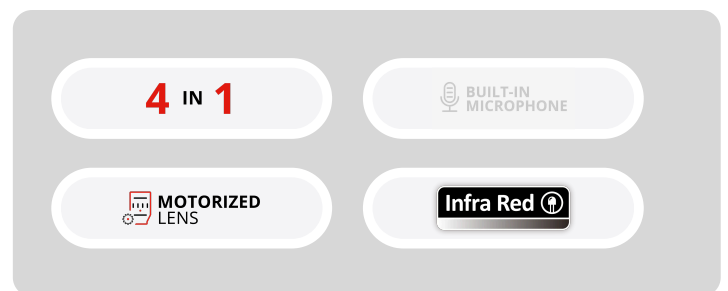 4 IN 1
BUILT-IN
MICROPHONE
MOTORIZED
LENS
Infra Red